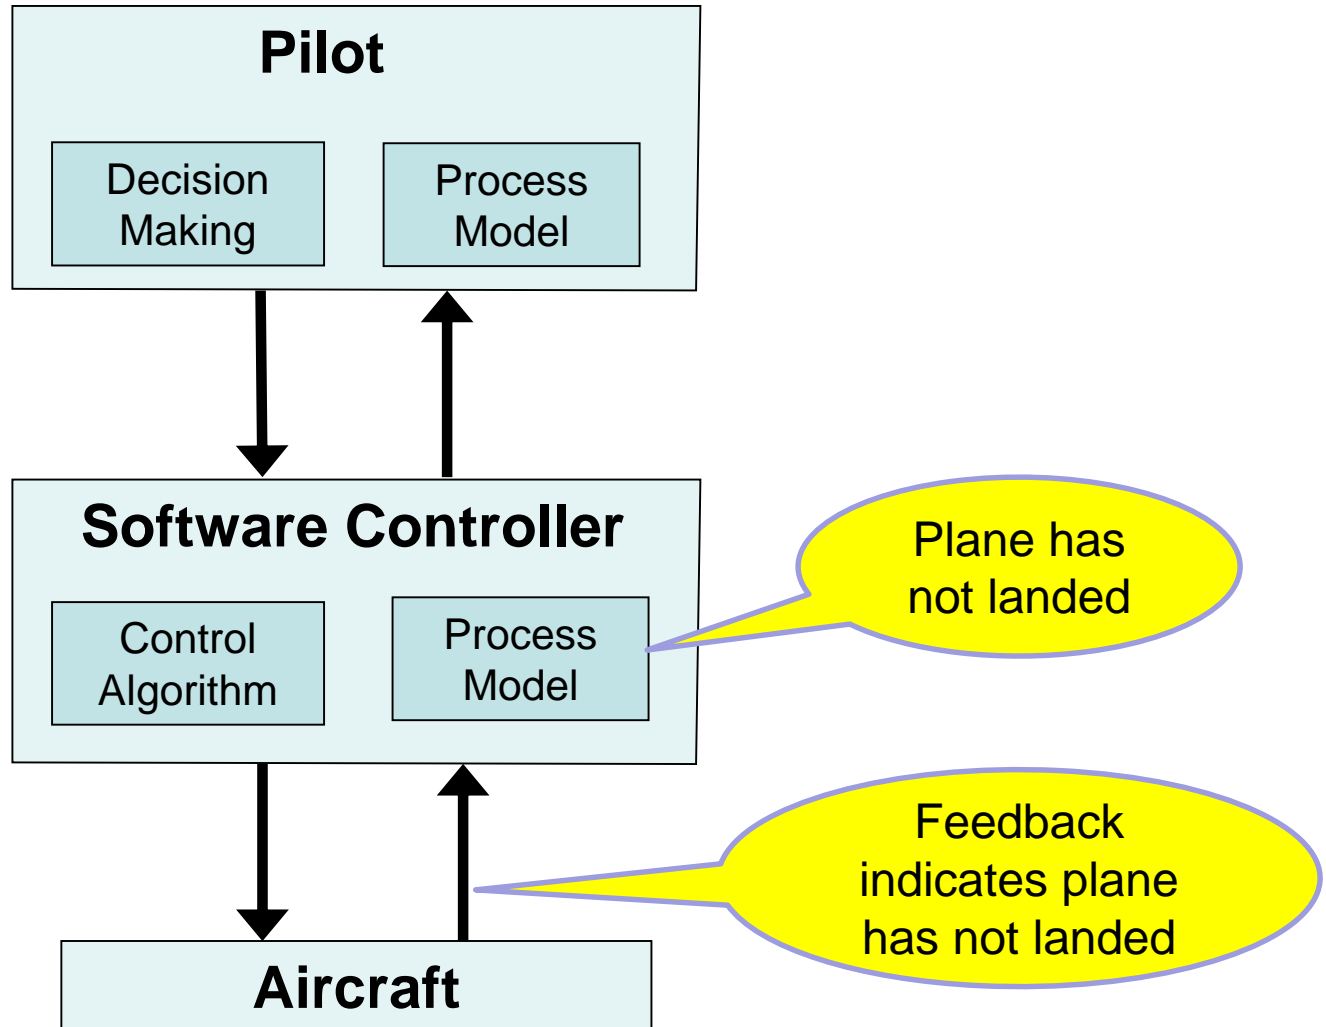 Pilot
Decision
Making
Process
Model
Software Controller
Control
Algorithm
Process
Model
Plane has
not landed
Feedback
indicates plane
has not landed
Aircraft